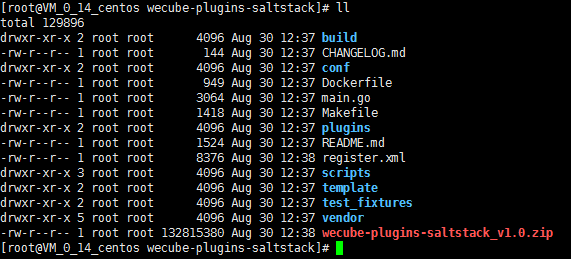 [root@VM_0_14_centos wecube-plugins-saltstack]# ll
total 129896
drwxr-xr-x 2 root root      4096 Aug 30 12:37 build
-rw-r--r-- 1 root root       144 Aug 30 12:37 CHANGELOG.md
drwxr-xr-x 2 root root      4096 Aug 30 12:37 conf
-rw-r--r-- 1 root root       949 Aug 30 12:37 Dockerfile
-rw-r--r-- 1 root root      3064 Aug 30 12:37 main.go
-rw-r--r-- 1 root root      1418 Aug 30 12:37 Makefile
drwxr-xr-x 2 root root      4096 Aug 30 12:37 plugins
-rw-r--r-- 1 root root      1524 Aug 30 12:37 README.md
-rw-r--r-- 1 root root      8376 Aug 30 12:38 register.xml
drwxr-xr-x 3 root root      4096 Aug 30 12:37 scripts
drwxr-xr-x 2 root root      4096 Aug 30 12:37 template
drwxr-xr-x 2 root root      4096 Aug 30 12:37 test_fixtures
drwxr-xr-x 5 root root      4096 Aug 30 12:37 vendor
-rw-r--r-- 1 root root 132815380 Aug 30 12:38 wecube-plugins-saltstack_v1.0.zip
[root@VM_0_14_centos wecube-plugins-saltstack]#